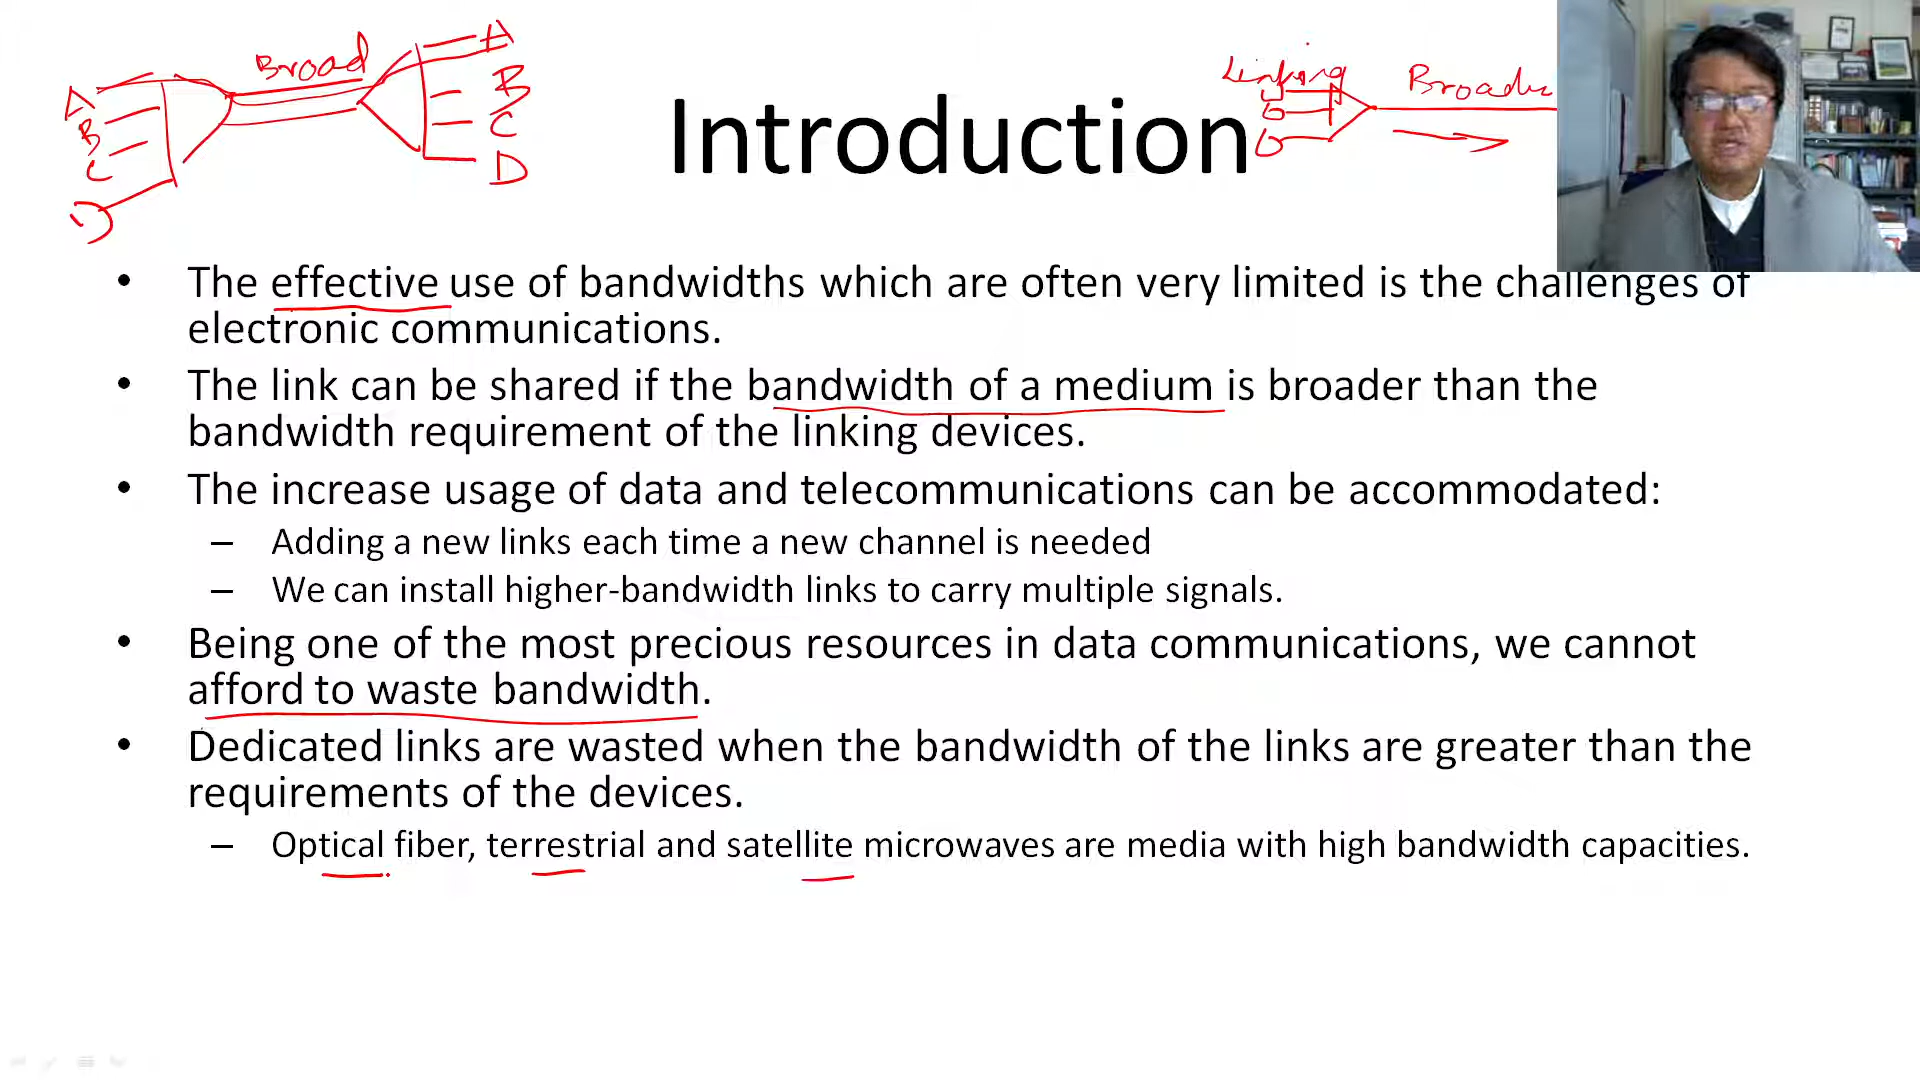 Broad
A
A
B
B
C
C
D
D
Linking
Introduction
• The effective use of bandwidths which are often very limited is the challenges of
electronic communications.
• The link can be shared if the bandwidth of a medium is broader than the
bandwidth requirement of the linking devices.
• The increase usage of data and telecommunications can be accommodated:
– Adding a new links each time a new channel is needed
– We can install higher-bandwidth links to carry multiple signals.
• Being one of the most precious resources in data communications, we cannot
afford to waste bandwidth.
• Dedicated links are wasted when the bandwidth of the links are greater than the
requirements of the devices.
– Optical fiber, terrestrial and satellite microwaves are media with high bandwidth capacities.